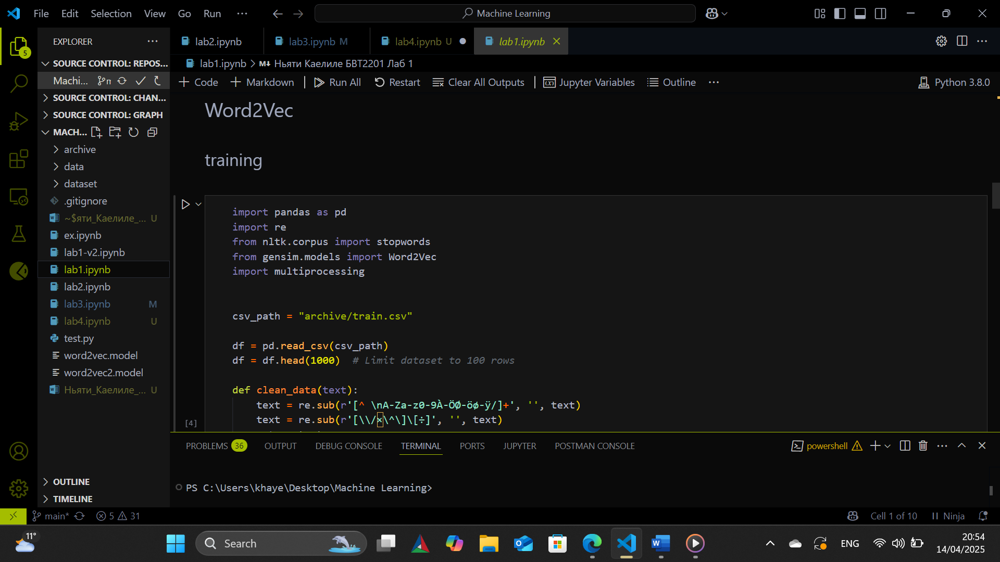 File Edit Selection View Go Run ··· Machine Learning
EXPLORER ···
5
SOURCE CONTROL: REPOS...
Machi...
SOURCE CONTROL: CHAN...
SOURCE CONTROL: GRAPH
MACH...
archive
data
dataset
.gitignore
~$яти_Каелиле_... U
ex.ipynb
lab1-v2.ipynb
lab1.ipynb
lab2.ipynb
lab3.ipynb M
lab4.ipynb U
test.py
word2vec.model
word2vec2.model
Ньяти_Каелиле_... U
OUTLINE
TIMELINE
lab2.ipynb lab3.ipynb M lab4.ipynb U lab1.ipynb
lab1.ipynb > M↓ Ньяти Каелиле БВТ2201 Лаб 1
+ Code + Markdown | Run All Restart Clear All Outputs | Jupyter Variables Outline ··· Python 3.8.0
Word2Vec
training
import pandas as pd
import re
from nltk.corpus import stopwords
from gensim.models import Word2Vec
import multiprocessing
csv_path = "archive/train.csv"
df = pd.read_csv(csv_path)
df = df.head(1000)  # Limit dataset to 100 rows
def clean_data(text):
    text = re.sub(r'[^ \nA-Za-z0-9À-ÖØ-öø-ÿ/]+', '', text)
    text = re.sub(r'[\\/×\^\]\[÷]', '', text)
[4]
PROBLEMS 36 OUTPUT DEBUG CONSOLE TERMINAL PORTS JUPYTER POSTMAN CONSOLE powershell
PS C:\Users\khaye\Desktop\Machine Learning>
main* 5 31 Cell 1 of 10 Ninja
11° Search ENG 20:54
14/04/2025